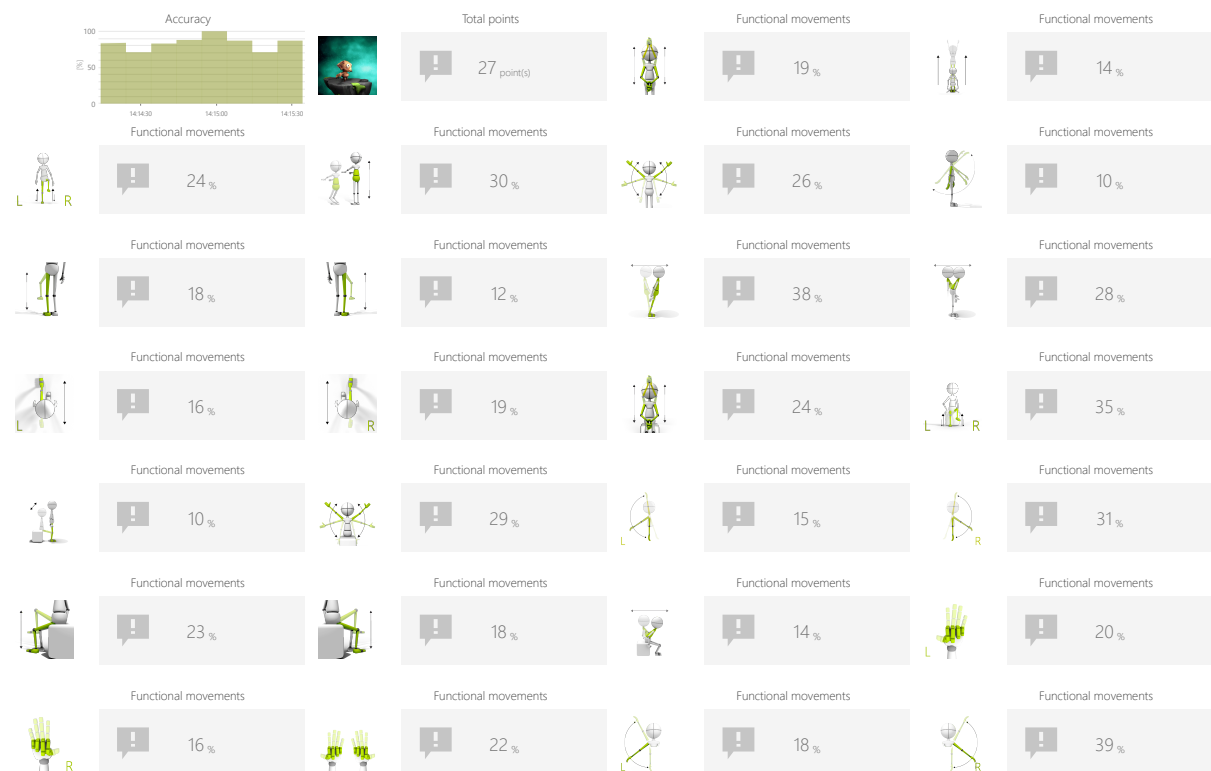 Accuracy
Total points
Functional movements
Functional movements
100
50
0
[%]
14:14:30
14:15:00
14:15:30
27 point(s)
19 %
14 %
Functional movements
Functional movements
Functional movements
Functional movements
L R
24 %
30 %
26 %
Functional movements
Functional movements
Functional movements
Functional movements
18 %
12 %
38 %
28 %
Functional movements
Functional movements
Functional movements
Functional movements
L
16 %
R
19 %
24 %
L R
35 %
Functional movements
Functional movements
Functional movements
Functional movements
10 %
29 %
L
15 %
R
31 %
Functional movements
Functional movements
Functional movements
Functional movements
23 %
18 %
14 %
L
20 %
Functional movements
Functional movements
Functional movements
Functional movements
R
16 %
22 %
L
18 %
R
39 %